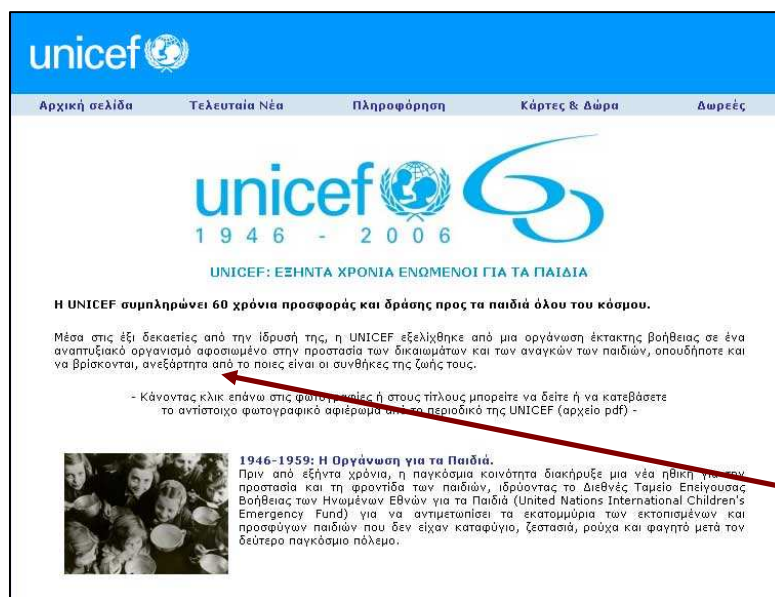 unicef
Αρχική σελίδα Τελευταία Νέα Πληροφόρηση Κάρτες & Δώρα Δωρεές
unicef 60
1946 - 2006
UNICEF: ΕΞΗΝΤΑ ΧΡΟΝΙΑ ΕΝΩΜΕΝΟΙ ΓΙΑ ΤΑ ΠΑΙΔΙΑ
Η UNICEF συμπληρώνει 60 χρόνια προσφοράς και δράσης προς τα παιδιά όλου του κόσμου.
Μέσα στις έξι δεκαετίες από την ίδρυσή της, η UNICEF εξελίχθηκε από μια οργάνωση έκτακτης βοήθειας σε ένα
αναπτυξιακό οργανισμό αφοσιωμένο στην προστασία των δικαιωμάτων και των αναγκών των παιδιών, οπουδήποτε και
να βρίσκονται, ανεξάρτητα από το ποιες είναι οι συνθήκες της ζωής τους.
- Κάνοντας κλικ επάνω στις φωτογραφίες ή στους τίτλους μπορείτε να δείτε ή να κατεβάσετε
το αντίστοιχο φωτογραφικό αφιέρωμα από το περιοδικό της UNICEF (αρχείο pdf) -
1946-1959: Η Οργάνωση για τα Παιδιά.
Πριν από εξήντα χρόνια, η παγκόσμια κοινότητα διακήρυξε μια νέα ηθική για την
προστασία και τη φροντίδα των παιδιών, ιδρύοντας το Διεθνές Ταμείο Επείγουσας
Βοήθειας των Ηνωμένων Εθνών για τα Παιδιά (United Nations International Children's
Emergency Fund) για να αντιμετωπίσει τα εκατομμύρια των εκτοπισμένων και
προσφύγων παιδιών που δεν είχαν καταφύγιο, ζεστασιά, ρούχα και φαγητό μετά τον
δεύτερο παγκόσμιο πόλεμο.